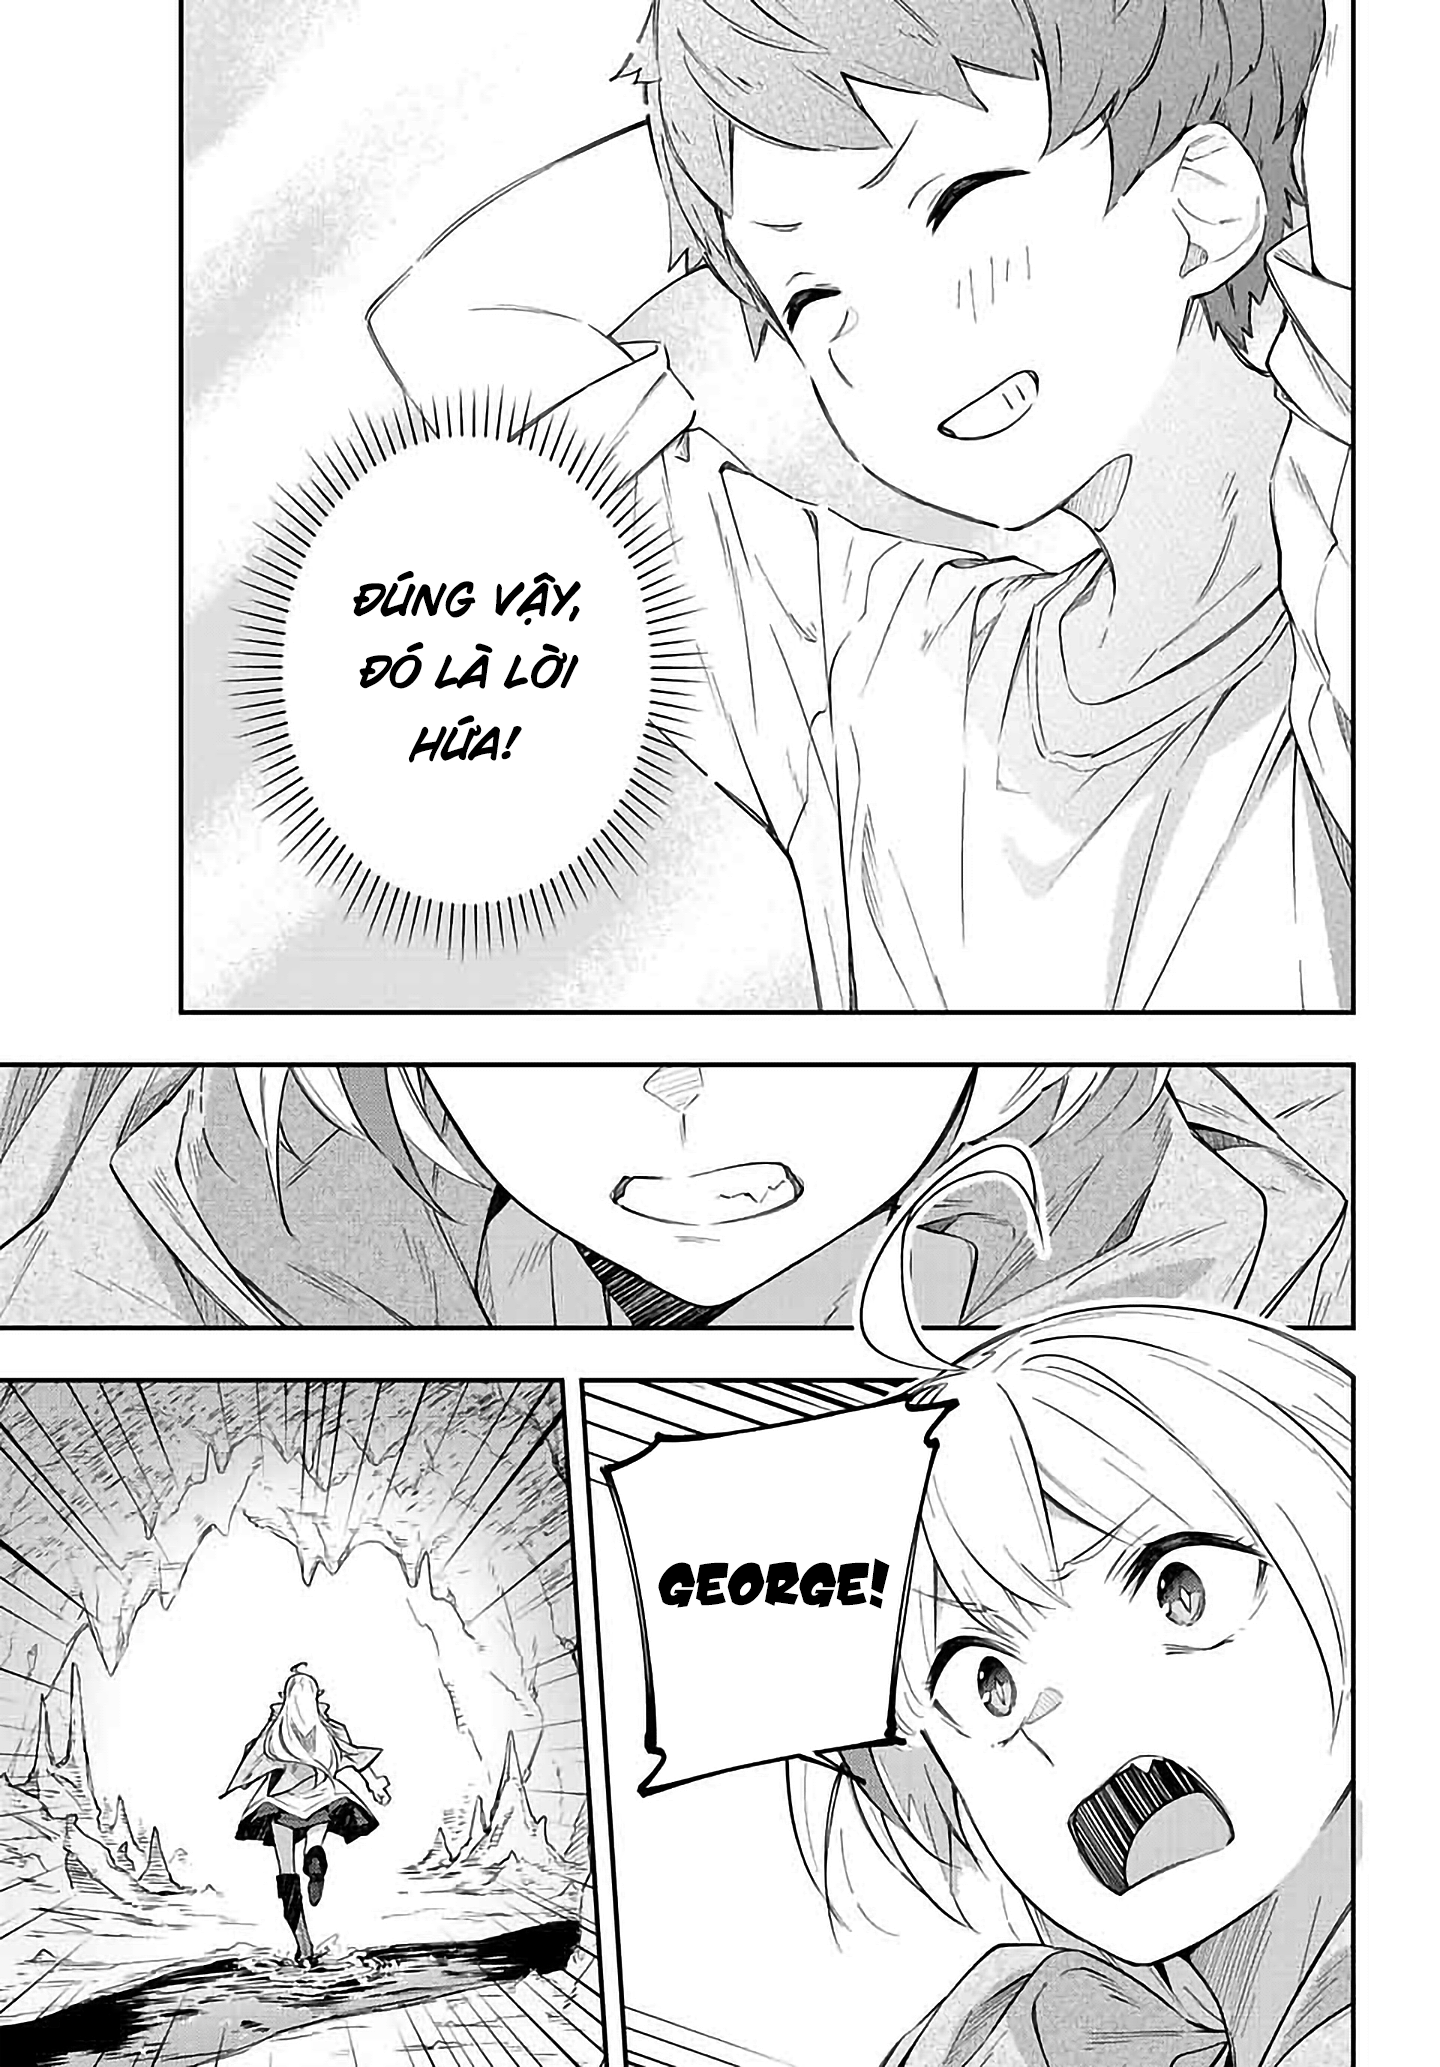 ĐÚNG VẬY,
ĐÓ LÀ LỜI
HỨA!
GEORGE!